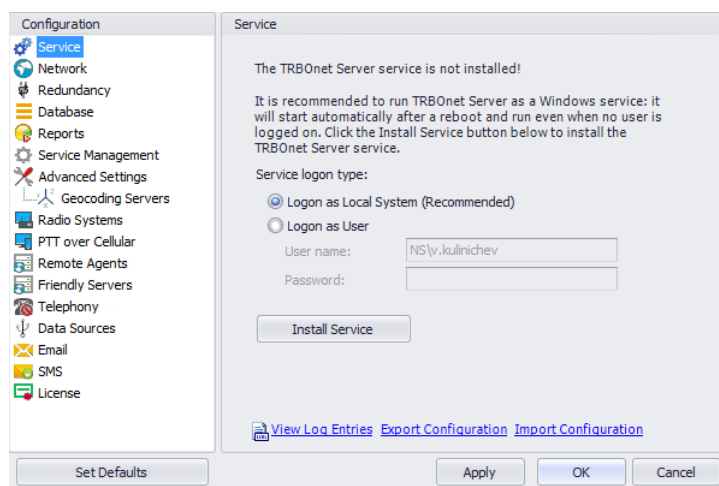 Configuration
Service
Network
Redundancy
Database
Reports
Service Management
Advanced Settings
Geocoding Servers
Radio Systems
PTT over Cellular
Remote Agents
Friendly Servers
Telephony
Data Sources
Email
SMS
License
Set Defaults
Service
The TRBOnet Server service is not installed!
It is recommended to run TRBOnet Server as a Windows service: it
will start automatically after a reboot and run even when no user is
logged on. Click the Install Service button below to install the
TRBOnet Server service.
Service logon type:
Logon as Local System (Recommended)
Logon as User
User name: NS\v.kulinichev
Password:
Install Service
View Log Entries Export Configuration Import Configuration
Apply OK Cancel